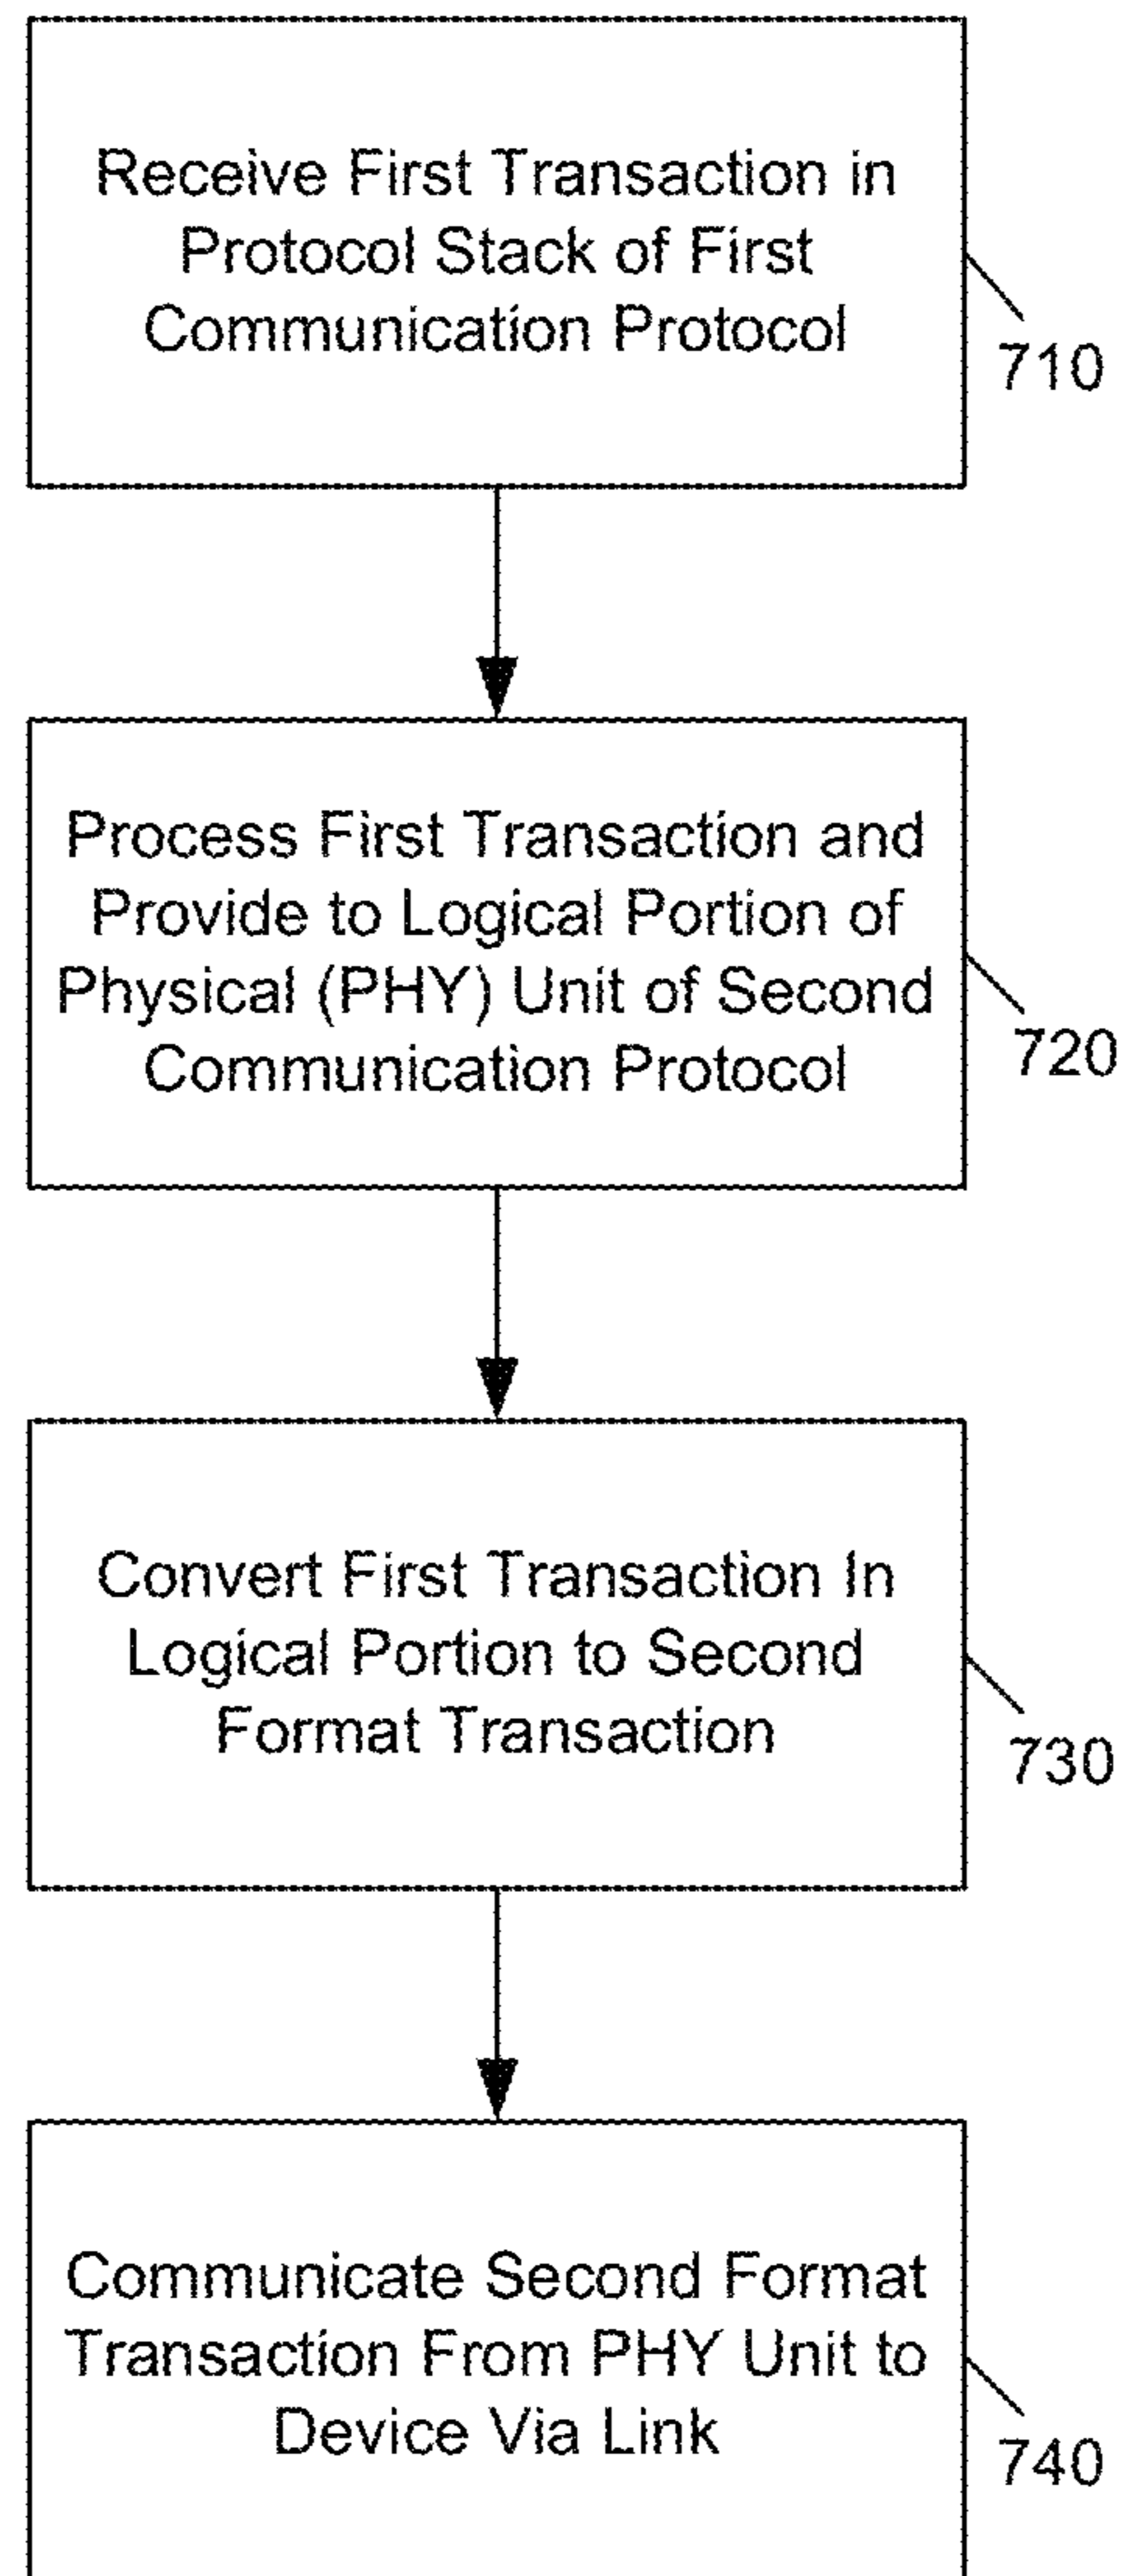 Receive First Transaction in
Protocol Stack of First
Communication Protocol
710
Process First Transaction and
Provide to Logical Portion of
Physical (PHY) Unit of Second
Communication Protocol
720
Convert First Transaction In
Logical Portion to Second
Format Transaction
730
Communicate Second Format
Transaction From PHY Unit to
Device Via Link
740